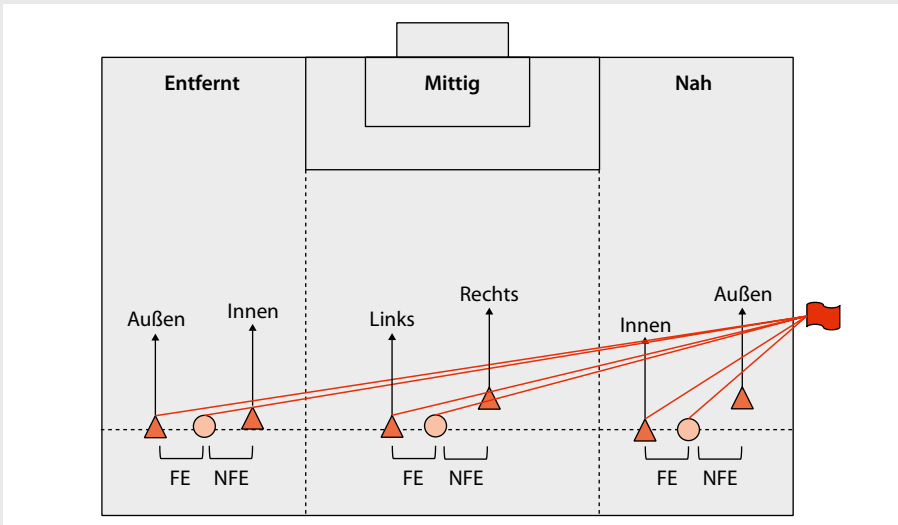 Entfernt
Mittig
Nah
Außen
Innen
Links
Rechts
Innen
Außen
FE
NFE
FE
NFE
FE
NFE